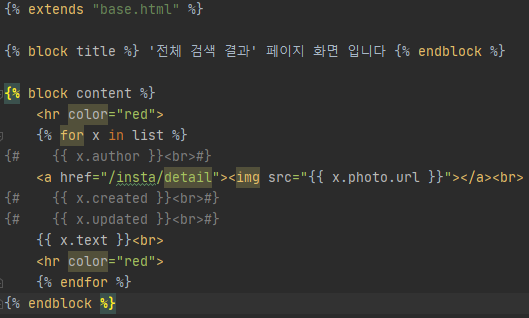 {% extends "base.html" %}
{% block title %} '전체 검색 결과' 페이지 화면 입니다 {% endblock %}
{% block content %}
<hr color="red">
{% for x in list %}
{# {{ x.author }}<br>#}
<a href="/insta/detail"><img src="{{ x.photo.url }}"></a><br>
{# {{ x.created }}<br>#}
{# {{ x.updated }}<br>#}
{{ x.text }}<br>
<hr color="red">
{% endfor %}
{% endblock %}